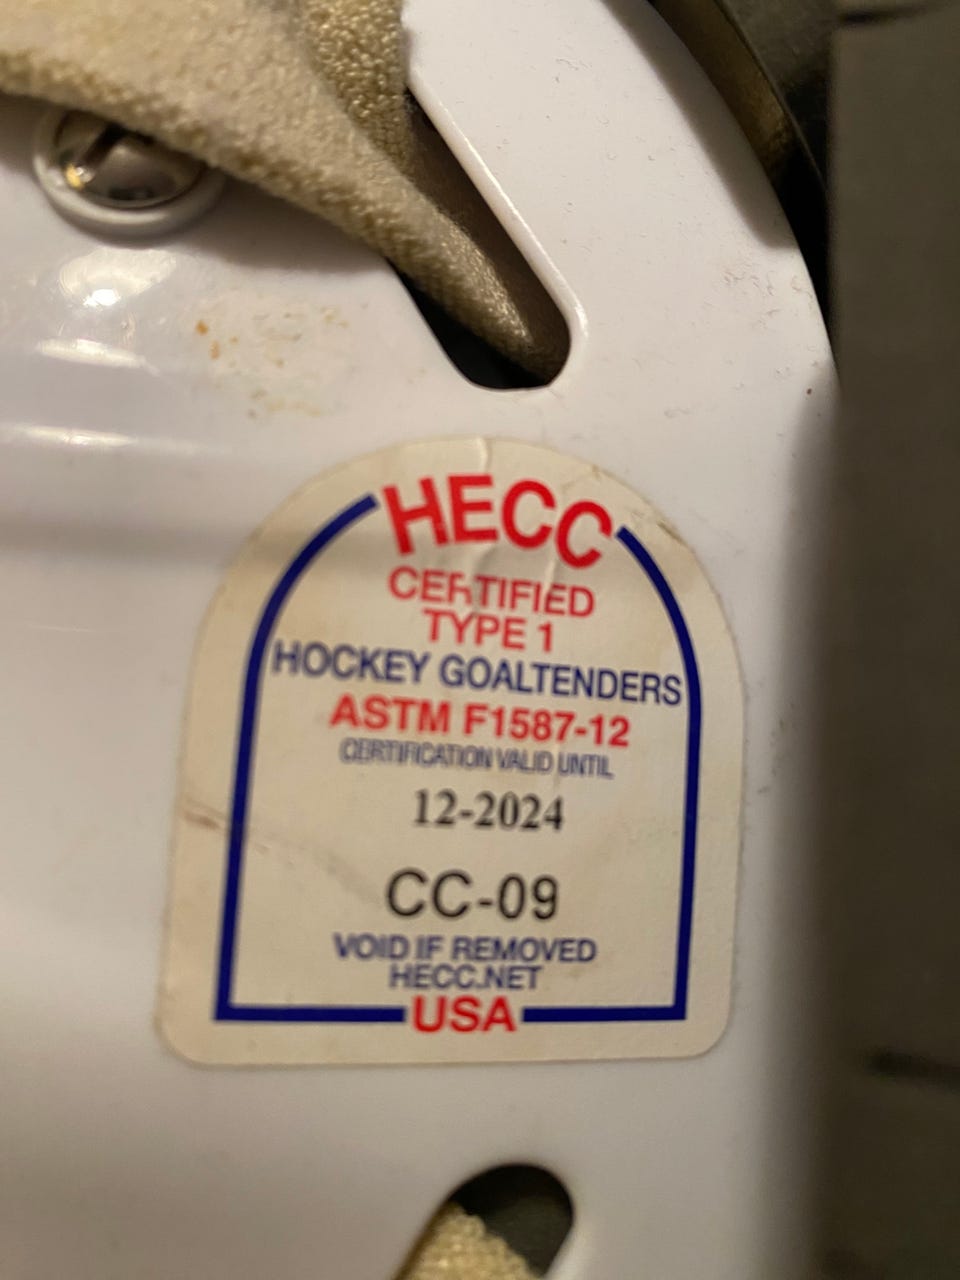 HECC
CERTIFIED
TYPE 1
HOCKEY GOALTENDERS
ASTM F1587-12
CERTIFICATION VALID UNTIL
12-2024
CC-09
VOID IF REMOVED
HECC.NET
USA